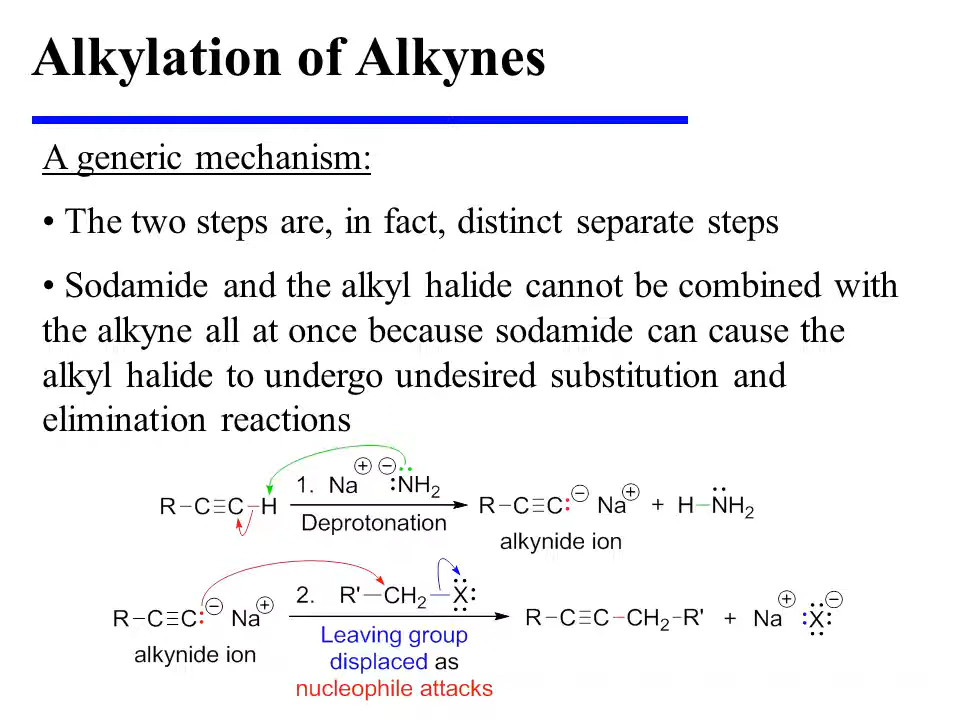 Alkylation of Alkynes
A generic mechanism:
• The two steps are, in fact, distinct separate steps
• Sodamide and the alkyl halide cannot be combined with
the alkyne all at once because sodamide can cause the
alkyl halide to undergo undesired substitution and
elimination reactions
R–C≡C–H 1. Na⊕ ⊖:NH₂ R–C≡C:⊖ Na⊕ + H–NH₂
Deprotonation
alkynide ion
R–C≡C:⊖ Na⊕ 2. R'–CH₂–X: R–C≡C–CH₂–R' + Na⊕ :X:⊖
alkynide ion
Leaving group
displaced as
nucleophile attacks